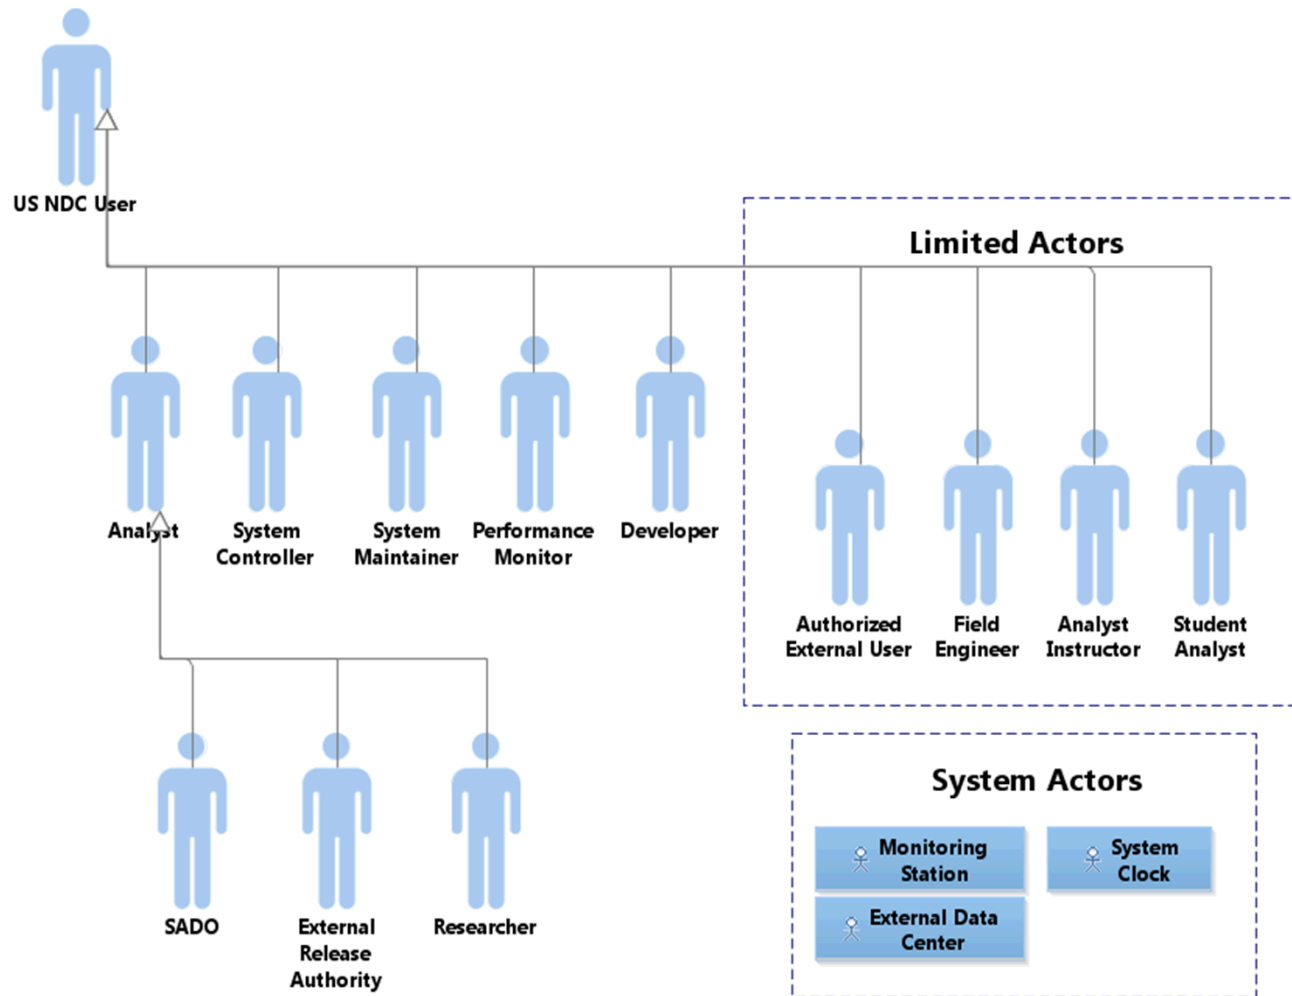 US NDC User
Limited Actors
Analyst
System
Controller
System
Maintainer
Performance
Monitor
Developer
Authorized
External User
Field
Engineer
Analyst
Instructor
Student
Analyst
SADO
External
Release
Authority
Researcher
System Actors
Monitoring
Station
System
Clock
External Data
Center